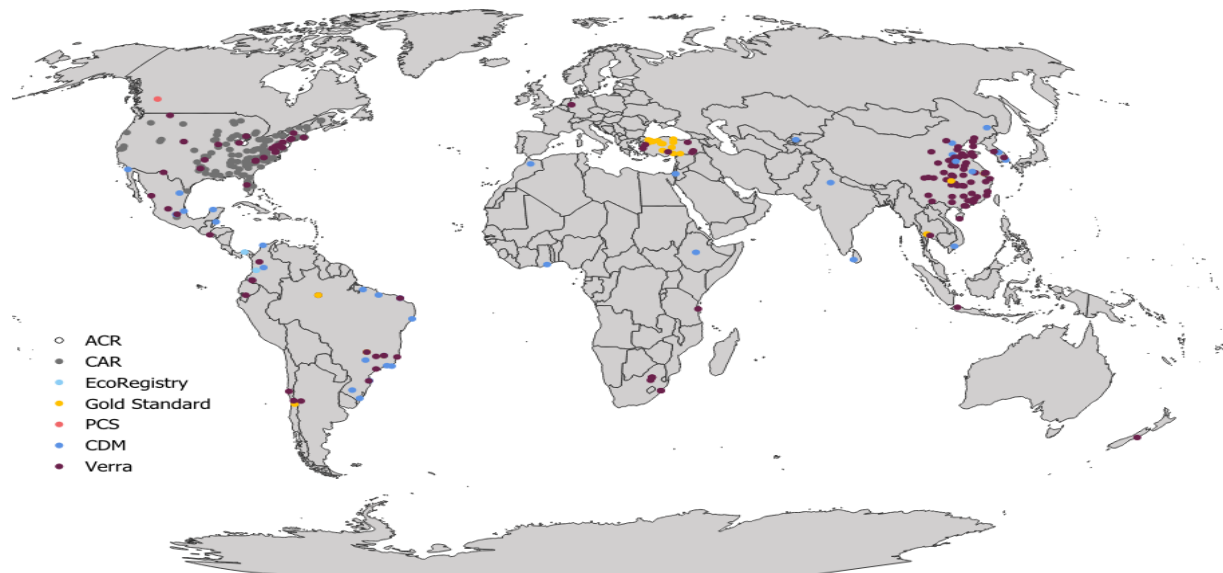 ACR
CAR
EcoRegistry
Gold Standard
PCS
CDM
Verra